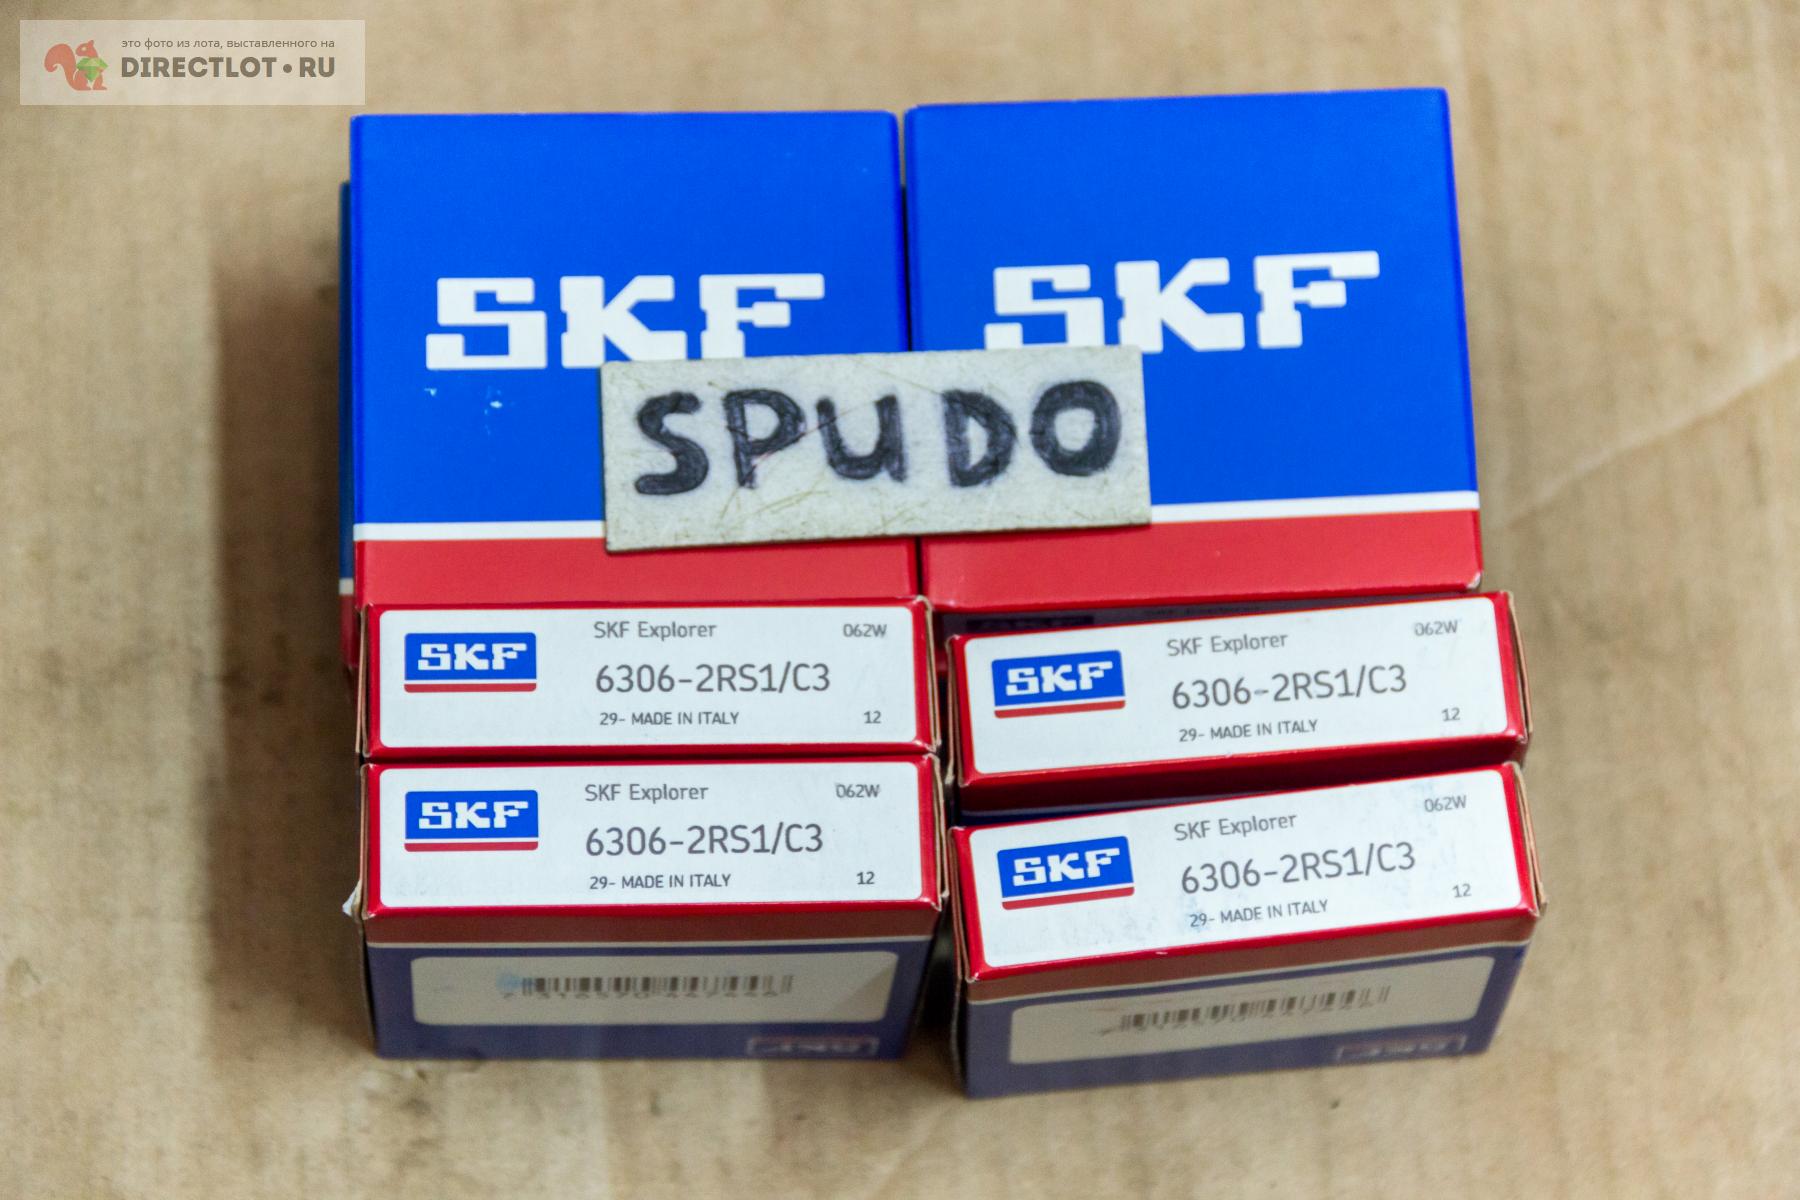 это фото из лота, выставленного на
DIRECTLOT•RU
SKF
SKF
SPUDO
SKF
SKF Explorer
062W
6306-2RS1/C3
29- MADE IN ITALY
12
SKF
SKF Explorer
062W
6306-2RS1/C3
29- MADE IN ITALY
12
SKF
SKF Explorer
062W
6306-2RS1/C3
29- MADE IN ITALY
12
SKF
SKF Explorer
062W
6306-2RS1/C3
29- MADE IN ITALY
12
SKF
SKF